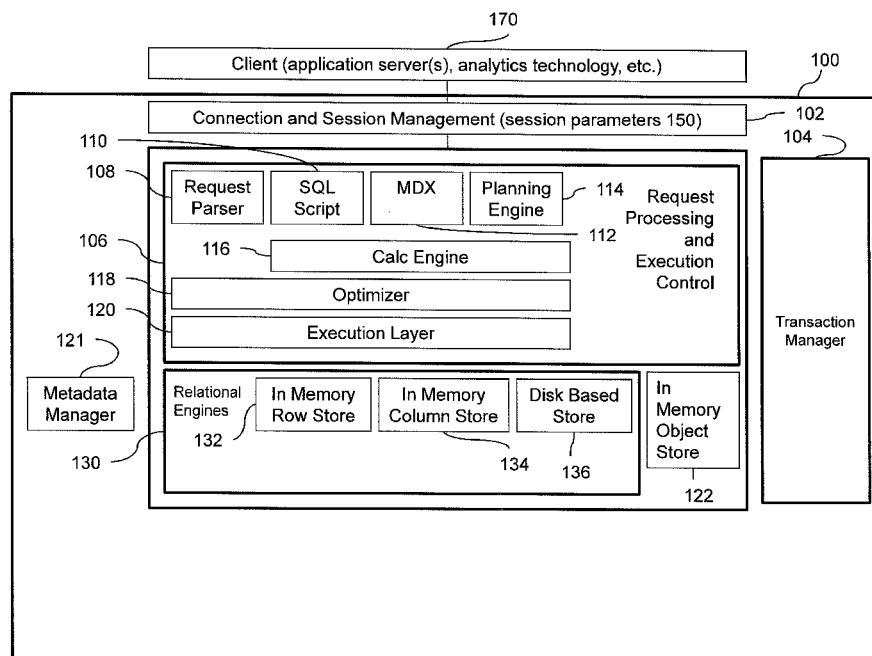 170
Client (application server(s), analytics technology, etc.)
100
Connection and Session Management (session parameters 150)
102
110
104
108
Request
Parser
SQL
Script
MDX
Planning
Engine
114
Request
Processing
and
Execution
Control
112
106
116
Calc Engine
118
Optimizer
120
Execution Layer
121
Transaction
Manager
Metadata
Manager
Relational
Engines
In Memory
Row Store
In Memory
Column Store
Disk Based
Store
In
Memory
Object
Store
130
132
134
136
122